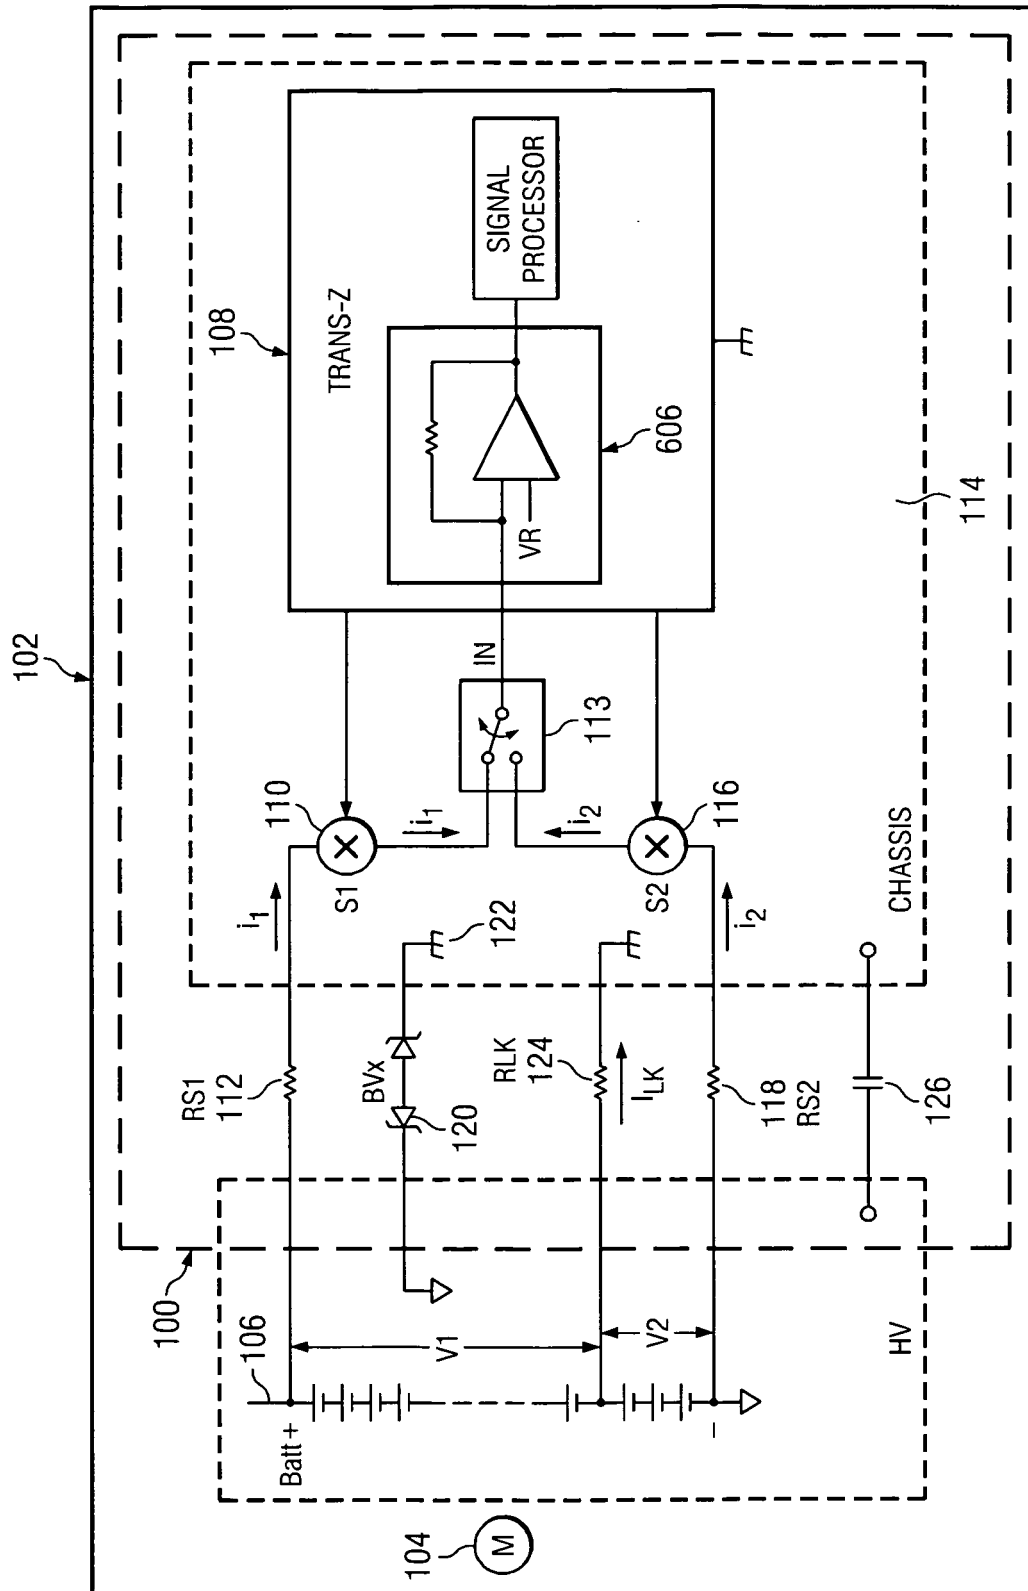 102
100
106
Batt+
104
M
V1
V2
–
HV
RS1
112
BVx
120
122
RLK
124
ILK
118
RS2
126
i1
S1
110
i1
i2
S2
116
i2
113
IN
CHASSIS
114
108
TRANS-Z
VR
606
SIGNAL
PROCESSOR